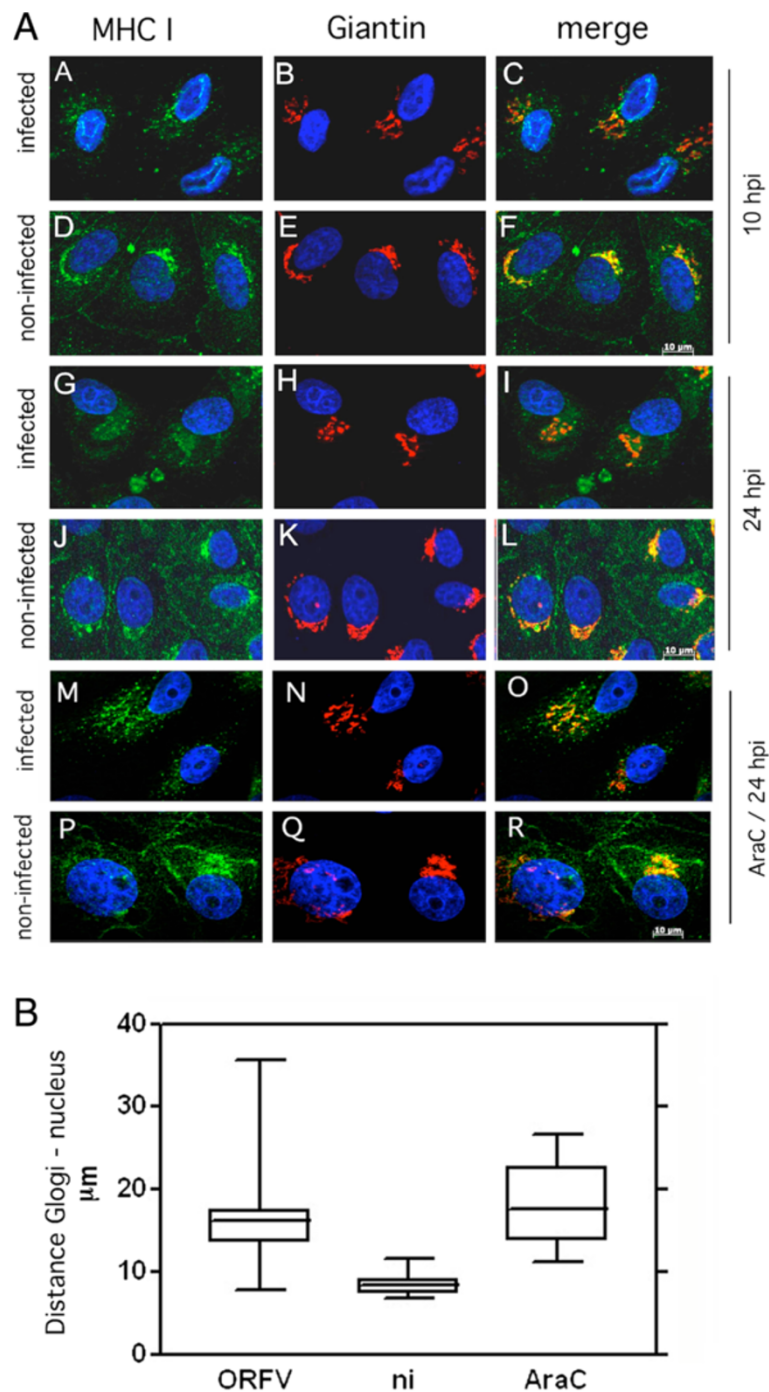 A
MHC I Giantin merge
infected A B C
non-infected D E F
10 µm
10 hpi
infected G H I
non-infected J K L
10 µm
24 hpi
infected M N O
non-infected P Q R
10 µm
AraC / 24 hpi
B
Distance Glogi - nucleus
µm
40
30
20
10
0
ORFV ni AraC